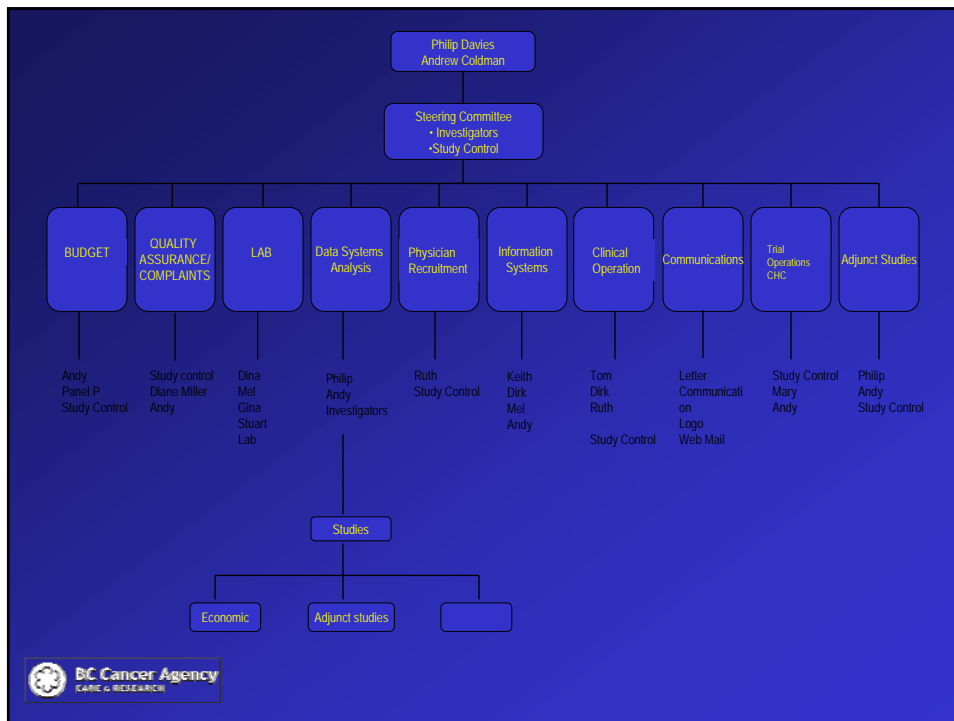 Philip Davies
Andrew Coldman
Steering Committee
• Investigators
•Study Control
BUDGET
QUALITY
ASSURANCE/
COMPLAINTS
LAB
Data Systems
Analysis
Physician
Recruitment
Information
Systems
Clinical
Operation
Communications
Trial
Operations
CHC
Adjunct Studies
Andy
Panel P
Study Control
Study control
Diane Miller
Andy
Dina
Mel
Gina
Stuart
Lab
Philip
Andy
Investigators
Ruth
Study Control
Keith
Dirk
Mel
Andy
Tom
Dirk
Ruth
Study Control
Letter
Communicati
on
Logo
Web Mail
Study Control
Mary
Andy
Philip
Andy
Study Control
Studies
Economic
Adjunct studies
BC Cancer Agency
CARE & RESEARCH